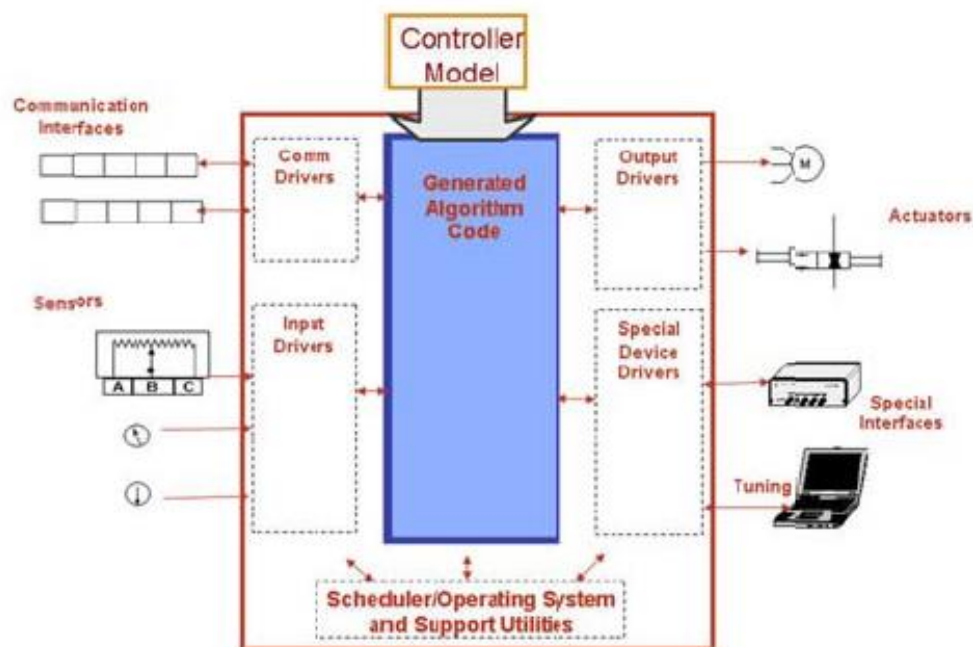 Controller
Model
Communication
Interfaces
Comm
Drivers
Generated
Algorithm
Code
Output
Drivers
M
Actuators
Sensors
A B C
Input
Drivers
Special
Device
Drivers
Special
Interfaces
Tuning
Scheduler/Operating System
and Support Utilities